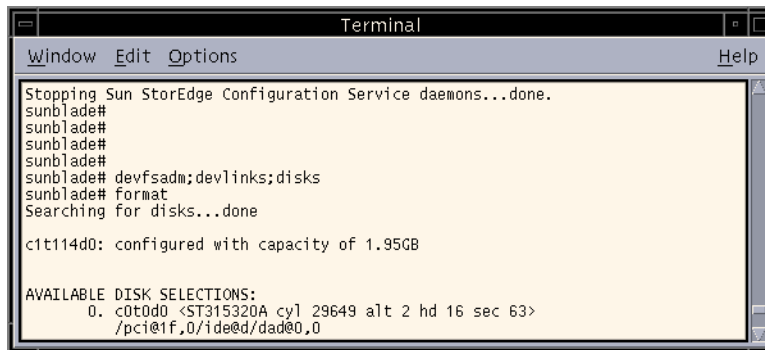 Terminal
Window Edit Options Help
Stopping Sun StorEdge Configuration Service daemons...done.
sunblade#
sunblade#
sunblade#
sunblade#
sunblade# devfsadm;devlinks;disks
sunblade# format
Searching for disks...done
c1t114d0: configured with capacity of 1.95GB
AVAILABLE DISK SELECTIONS:
0. c0t0d0 <ST315320A cyl 29649 alt 2 hd 16 sec 63>
/pci@1f,0/ide@d/dad@0,0